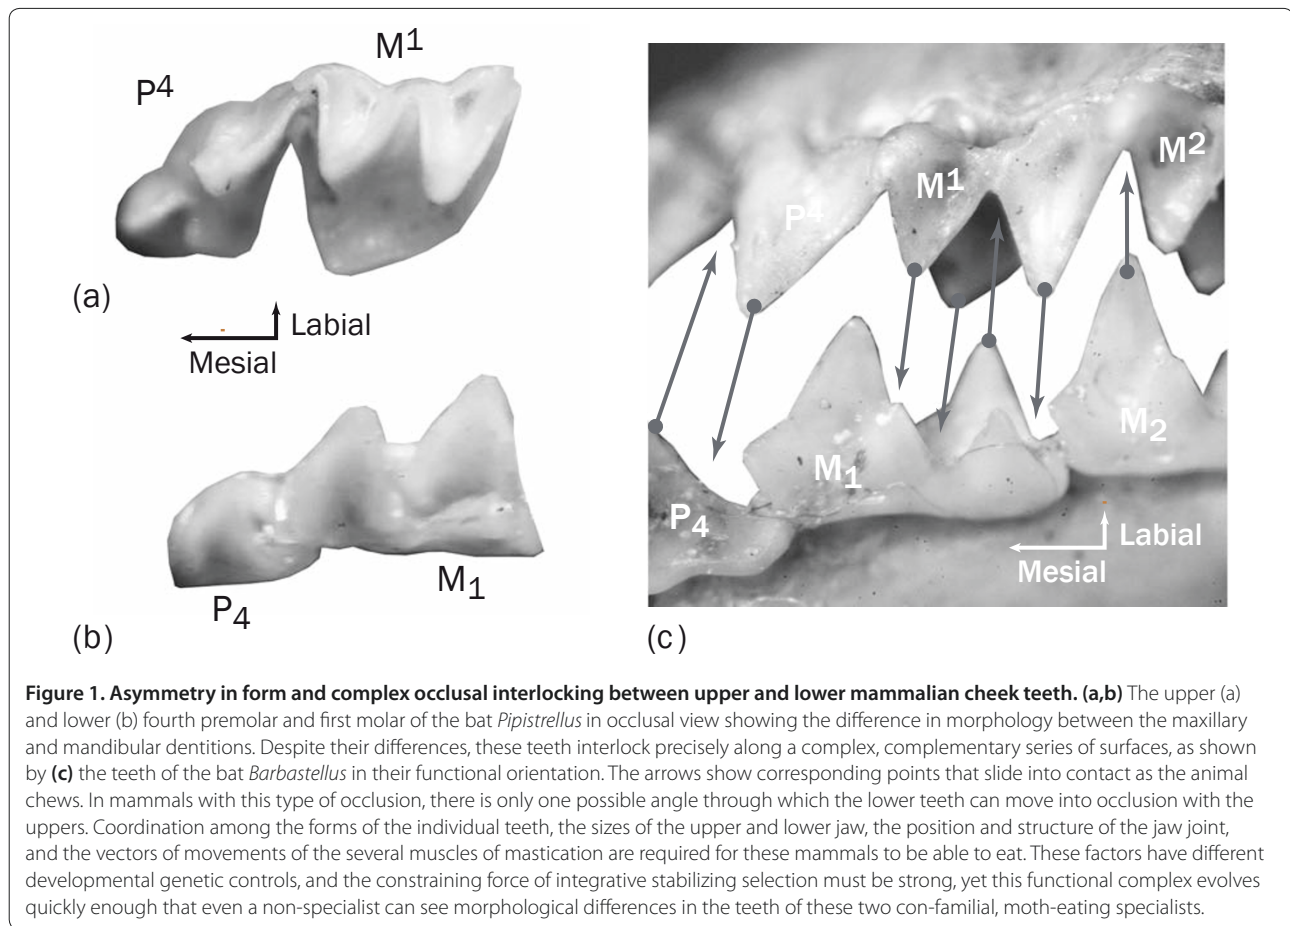 P4
M1
(a)
Labial
Mesial
P4
M1
(b)
P4
M1
M2
P4
M1
M2
Labial
Mesial
(c)
Figure 1. Asymmetry in form and complex occlusal interlocking between upper and lower mammalian cheek teeth. (a,b) The upper (a)
and lower (b) fourth premolar and first molar of the bat Pipistrellus in occlusal view showing the difference in morphology between the maxillary
and mandibular dentitions. Despite their differences, these teeth interlock precisely along a complex, complementary series of surfaces, as shown
by (c) the teeth of the bat Barbastellus in their functional orientation. The arrows show corresponding points that slide into contact as the animal
chews. In mammals with this type of occlusion, there is only one possible angle through which the lower teeth can move into occlusion with the
uppers. Coordination among the forms of the individual teeth, the sizes of the upper and lower jaw, the position and structure of the jaw joint,
and the vectors of movements of the several muscles of mastication are required for these mammals to be able to eat. These factors have different
developmental genetic controls, and the constraining force of integrative stabilizing selection must be strong, yet this functional complex evolves
quickly enough that even a non-specialist can see morphological differences in the teeth of these two con-familial, moth-eating specialists.